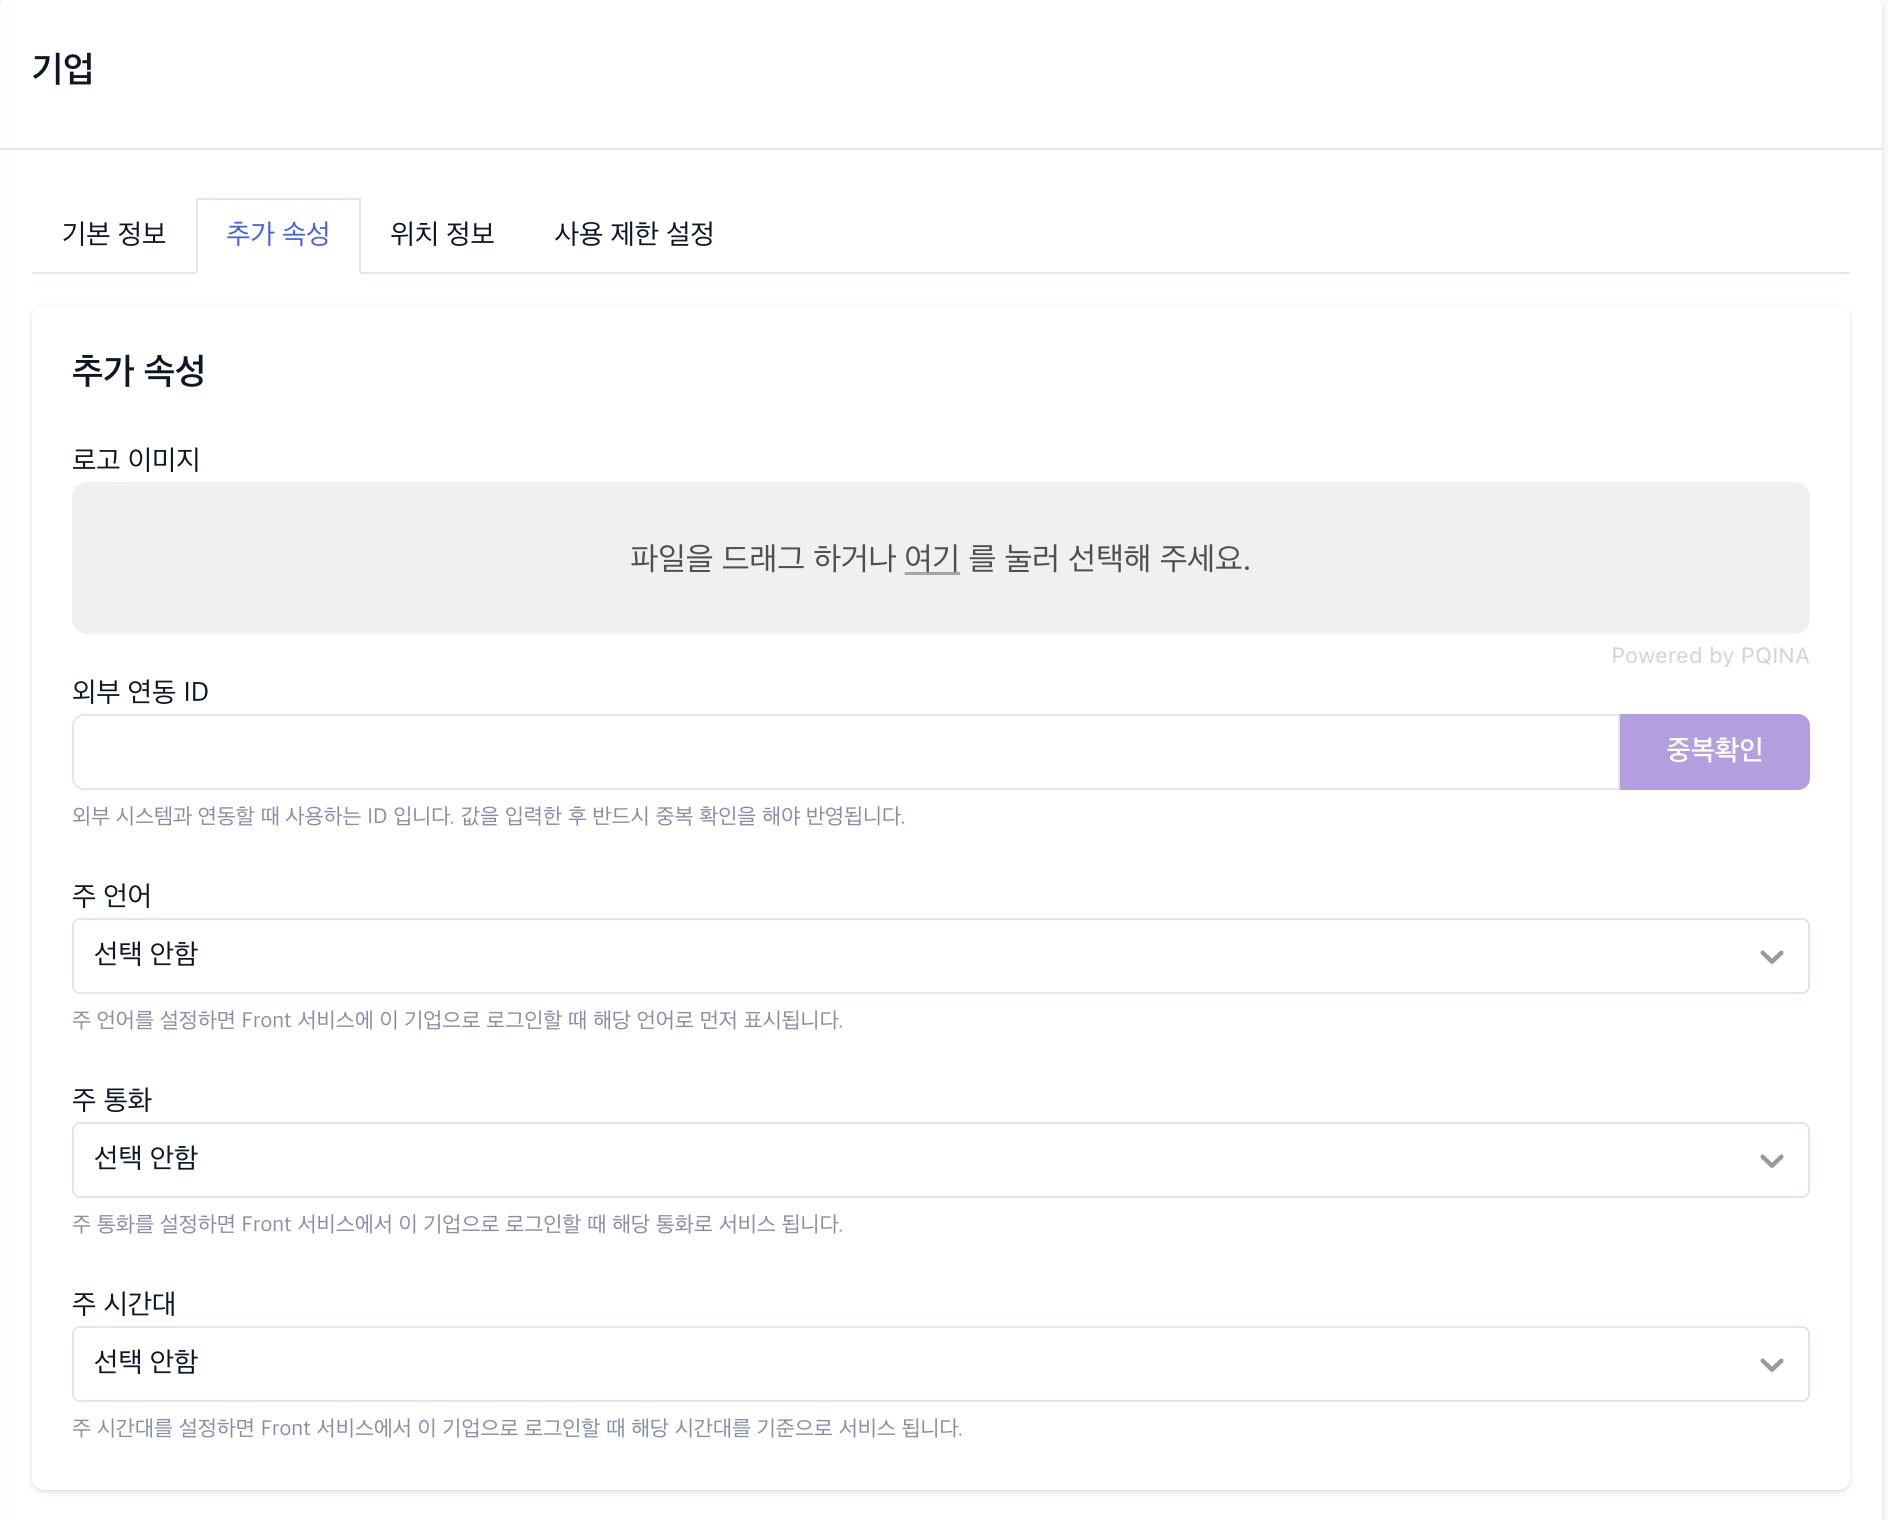 기업
기본 정보
추가 속성
위치 정보
사용 제한 설정
추가 속성
로고 이미지
파일을 드래그 하거나 여기 를 눌러 선택해 주세요.
Powered by PQINA
외부 연동 ID
중복확인
외부 시스템과 연동할 때 사용하는 ID 입니다. 값을 입력한 후 반드시 중복 확인을 해야 반영됩니다.
주 언어
선택 안함
주 언어를 설정하면 Front 서비스에 이 기업으로 로그인할 때 해당 언어로 먼저 표시됩니다.
주 통화
선택 안함
주 통화를 설정하면 Front 서비스에서 이 기업으로 로그인할 때 해당 통화로 서비스 됩니다.
주 시간대
선택 안함
주 시간대를 설정하면 Front 서비스에서 이 기업으로 로그인할 때 해당 시간대를 기준으로 서비스 됩니다.